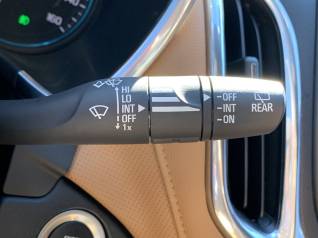 160
HI
LO
INT
OFF
1x
-OFF
-INT
-ON
REAR